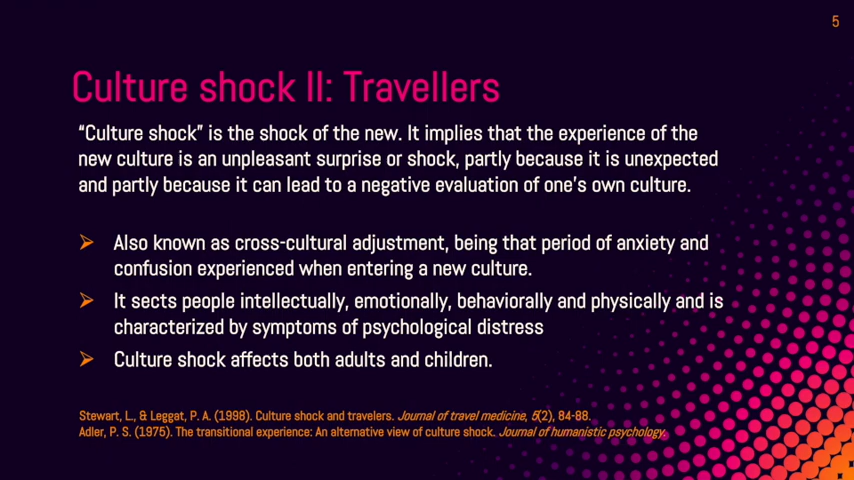 5
Culture shock II: Travellers
“Culture shock” is the shock of the new. It implies that the experience of the
new culture is an unpleasant surprise or shock, partly because it is unexpected
and partly because it can lead to a negative evaluation of one’s own culture.
➢ Also known as cross-cultural adjustment, being that period of anxiety and
confusion experienced when entering a new culture.
➢ It sects people intellectually, emotionally, behaviorally and physically and is
characterized by symptoms of psychological distress
➢ Culture shock affects both adults and children.
Stewart, L., & Leggat, P. A. (1998). Culture shock and travelers. Journal of travel medicine, 5(2), 84-88.
Adler, P. S. (1975). The transitional experience: An alternative view of culture shock. Journal of humanistic psychology.